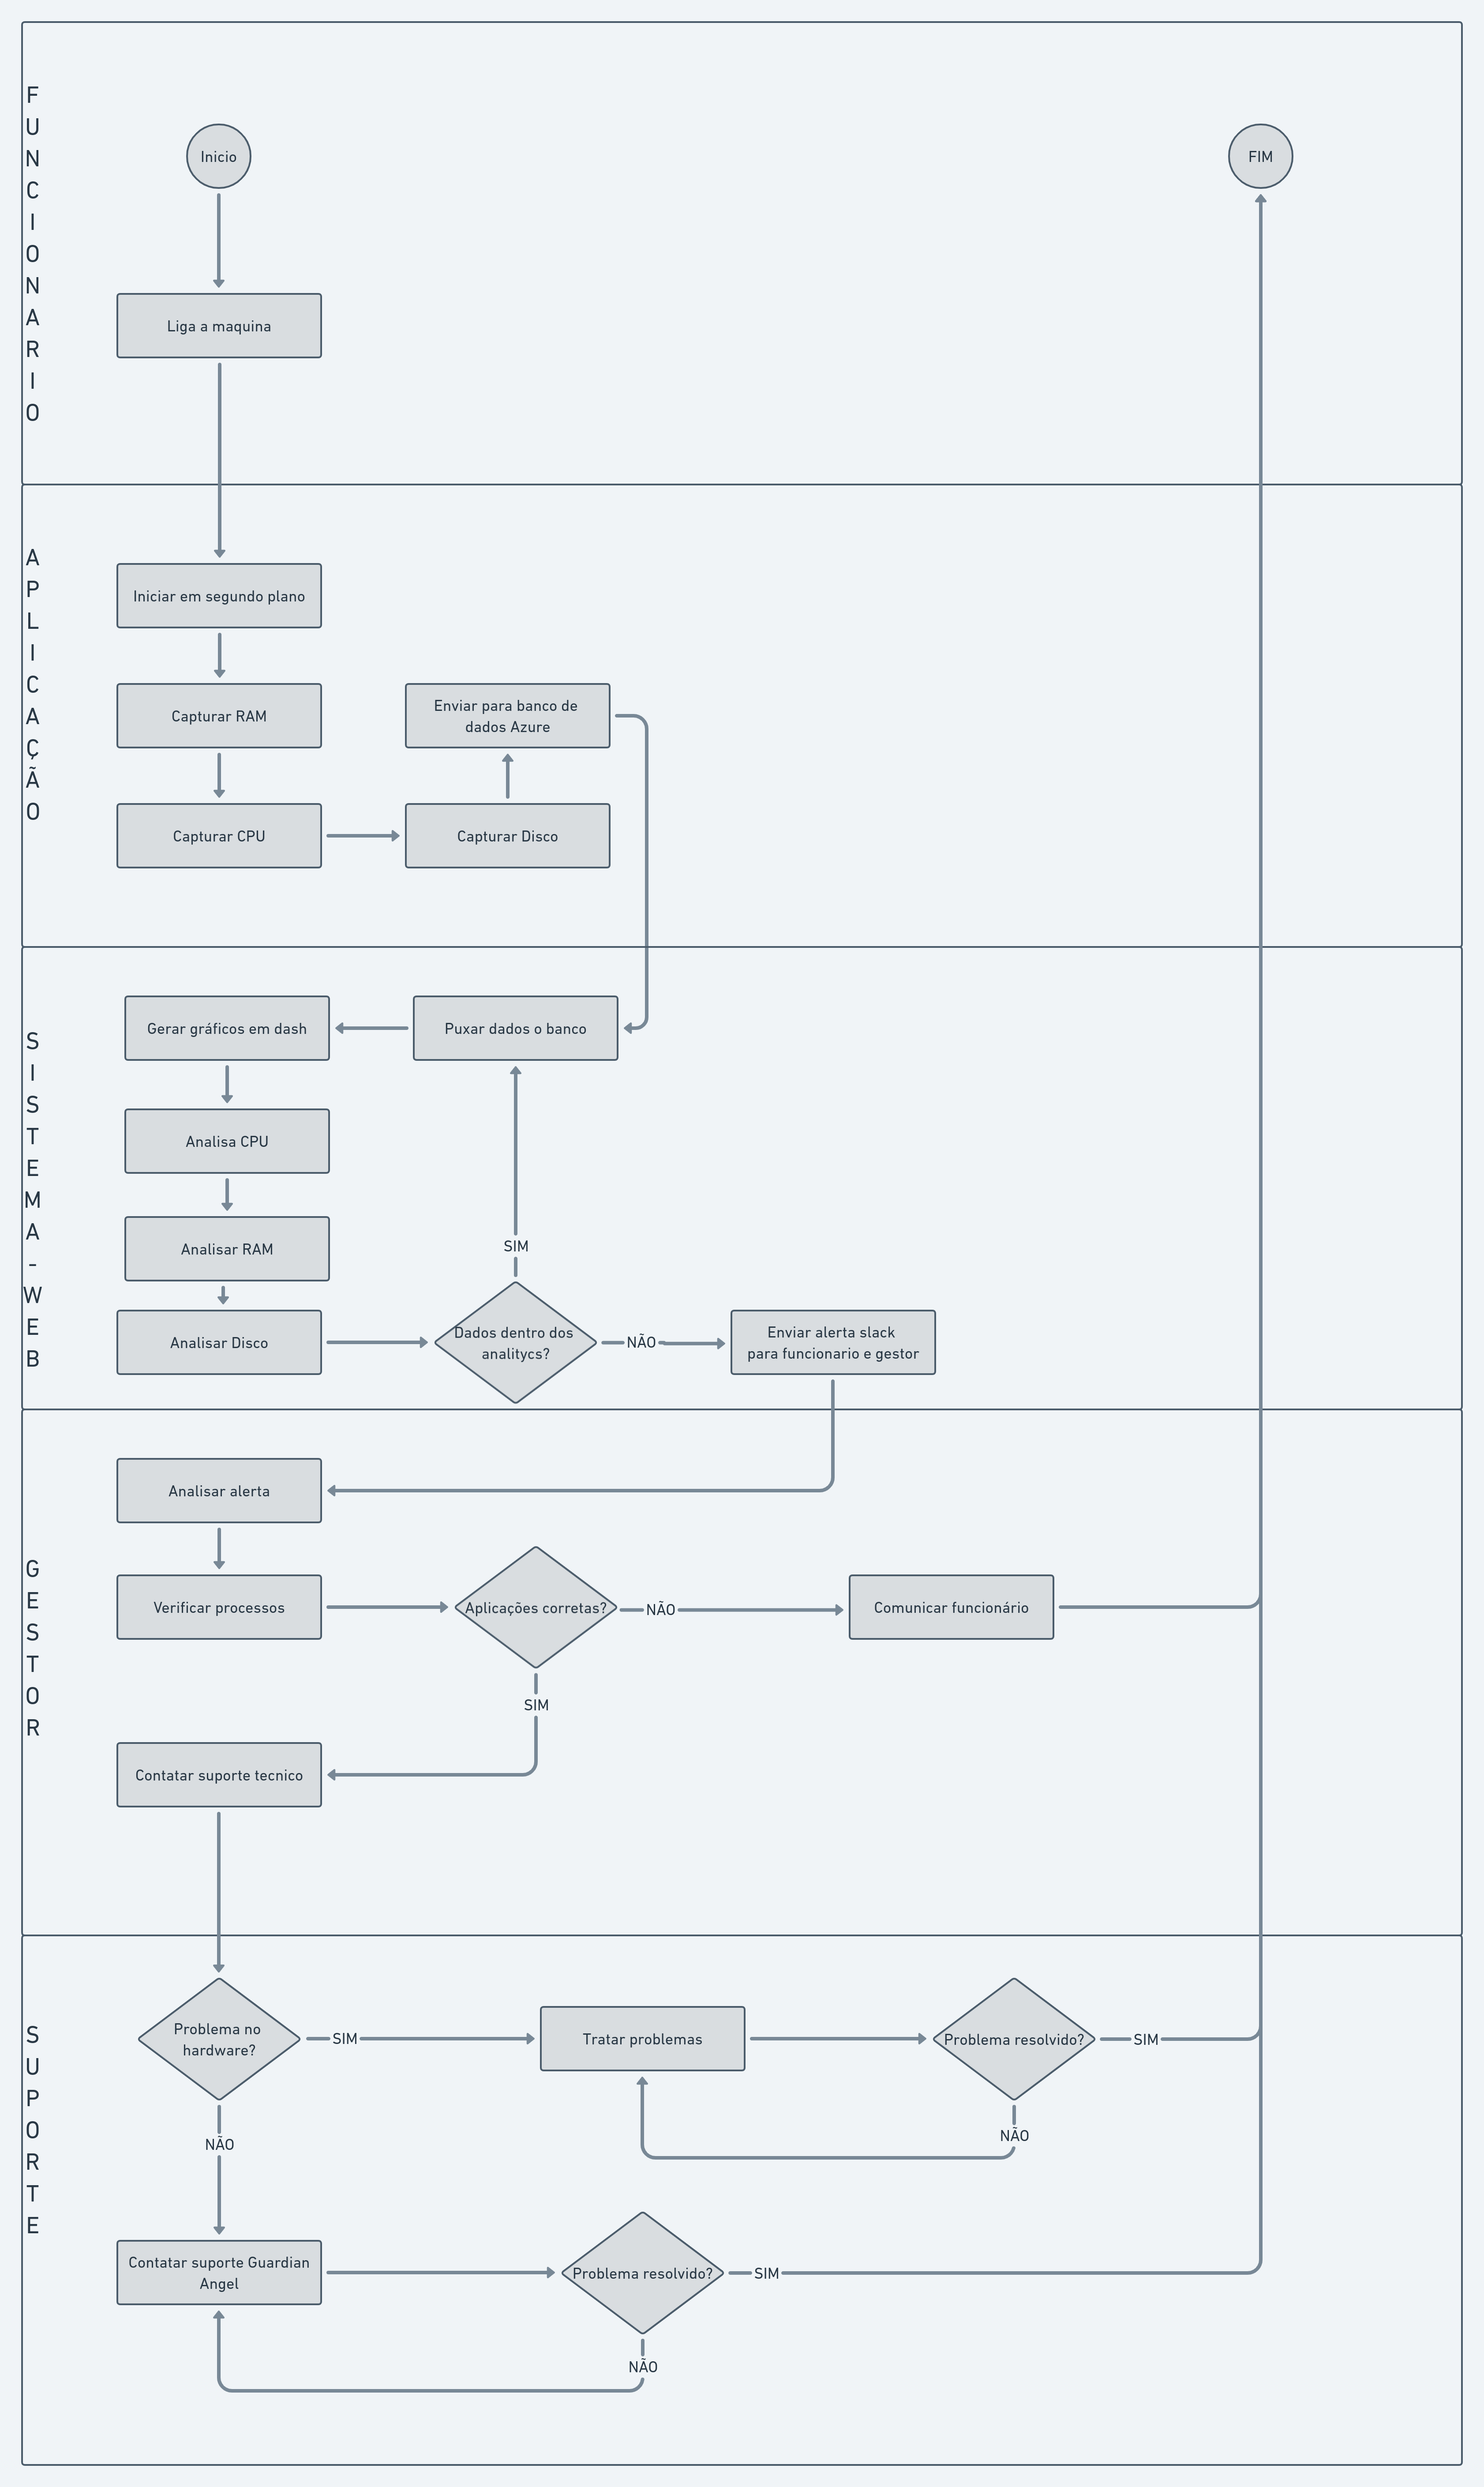 FUNCIONARIO
Inicio
FIM
Liga a maquina
APLICAÇÃO
Iniciar em segundo plano
Capturar RAM
Enviar para banco de
dados Azure
Capturar CPU
Capturar Disco
SISTEMA-WEB
Gerar gráficos em dash
Puxar dados o banco
Analisa CPU
Analisar RAM
SIM
Analisar Disco
Dados dentro dos
analitycs?
NÃO
Enviar alerta slack
para funcionario e gestor
GESTOR
Analisar alerta
Verificar processos
Aplicações corretas?
NÃO
Comunicar funcionário
SIM
Contatar suporte tecnico
SUPORTE
Problema no
hardware?
SIM
Tratar problemas
Problema resolvido?
SIM
NÃO
NÃO
Contatar suporte Guardian
Angel
Problema resolvido?
SIM
NÃO